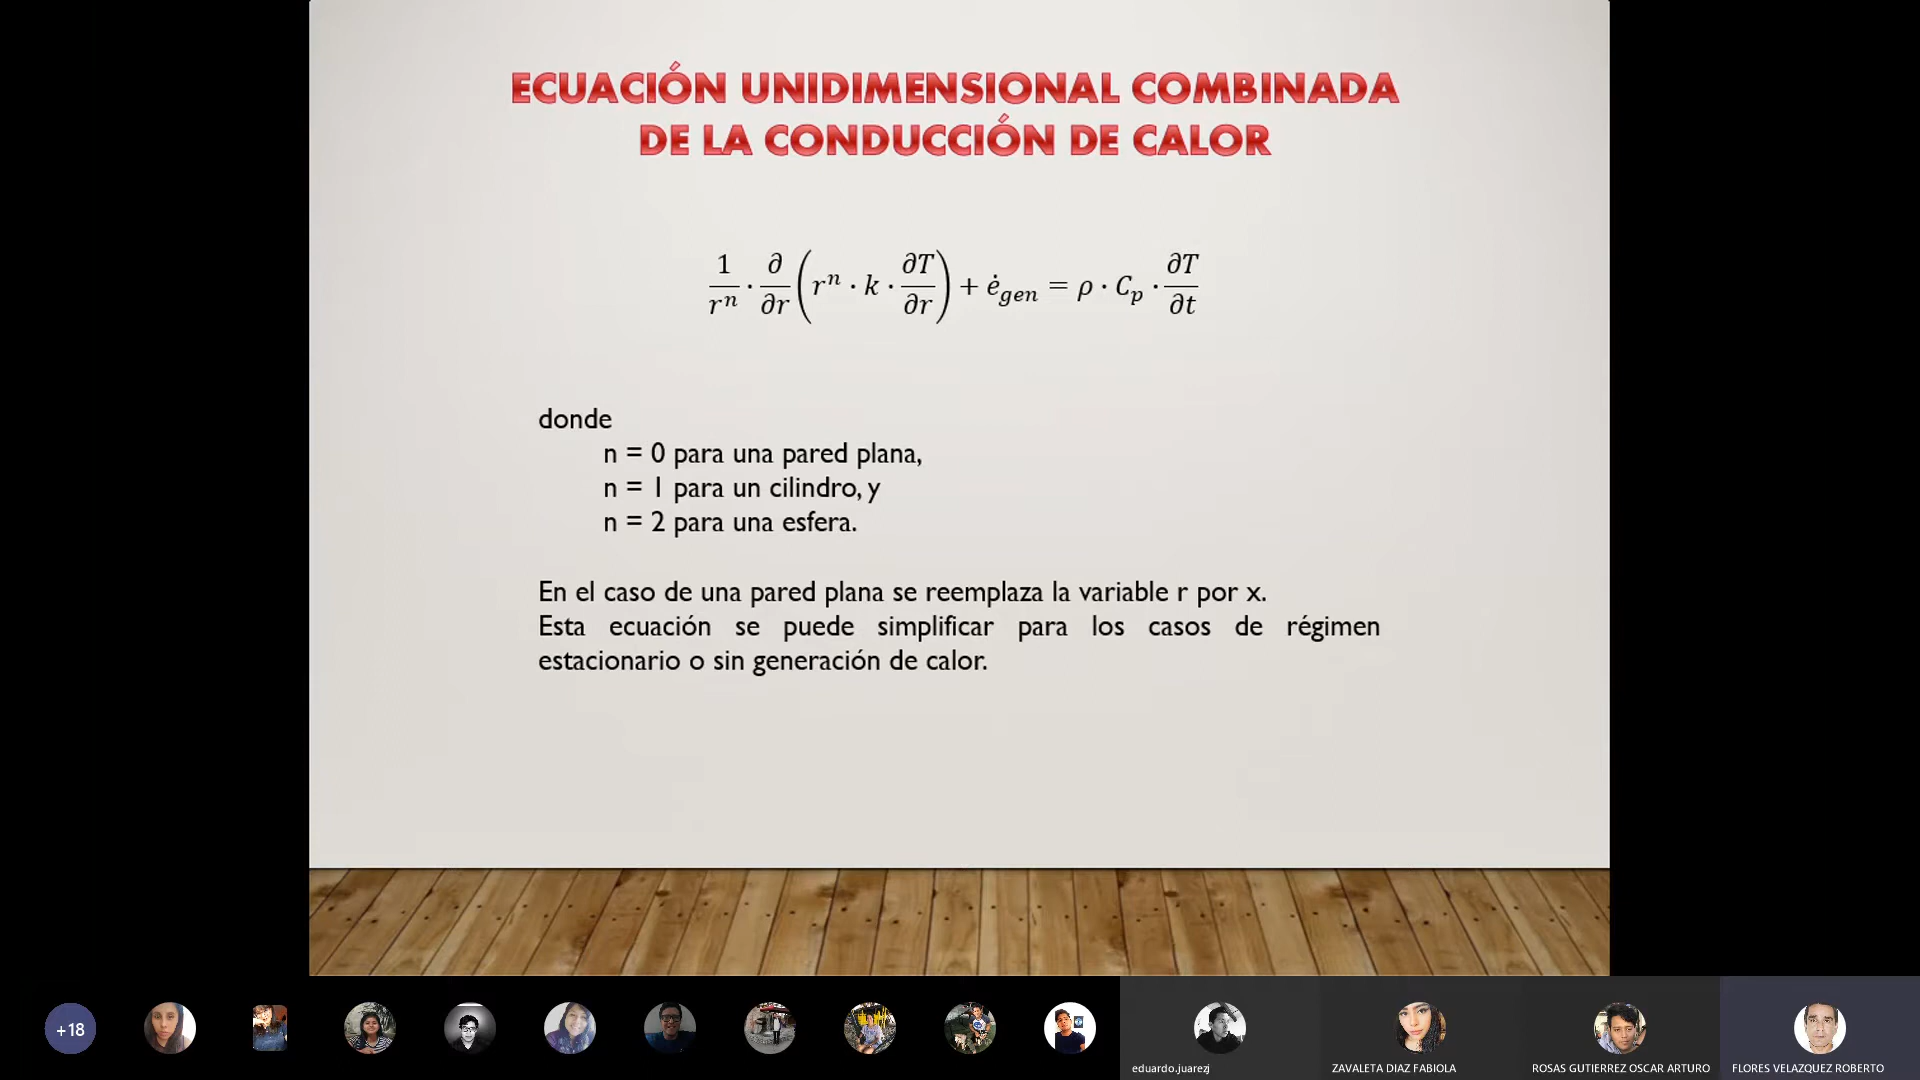 ECUACIÓN UNIDIMENSIONAL COMBINADA
DE LA CONDUCCIÓN DE CALOR
1/r^n · ∂/∂r (r^n · k · ∂T/∂r) + ė_gen = ρ · C_p · ∂T/∂t
donde
n = 0 para una pared plana,
n = 1 para un cilindro, y
n = 2 para una esfera.
En el caso de una pared plana se reemplaza la variable r por x.
Esta ecuación se puede simplificar para los casos de régimen
estacionario o sin generación de calor.
+18
eduardo.juarezj
ZAVALETA DIAZ FABIOLA
ROSAS GUTIERREZ OSCAR ARTURO
FLORES VELAZQUEZ ROBERTO